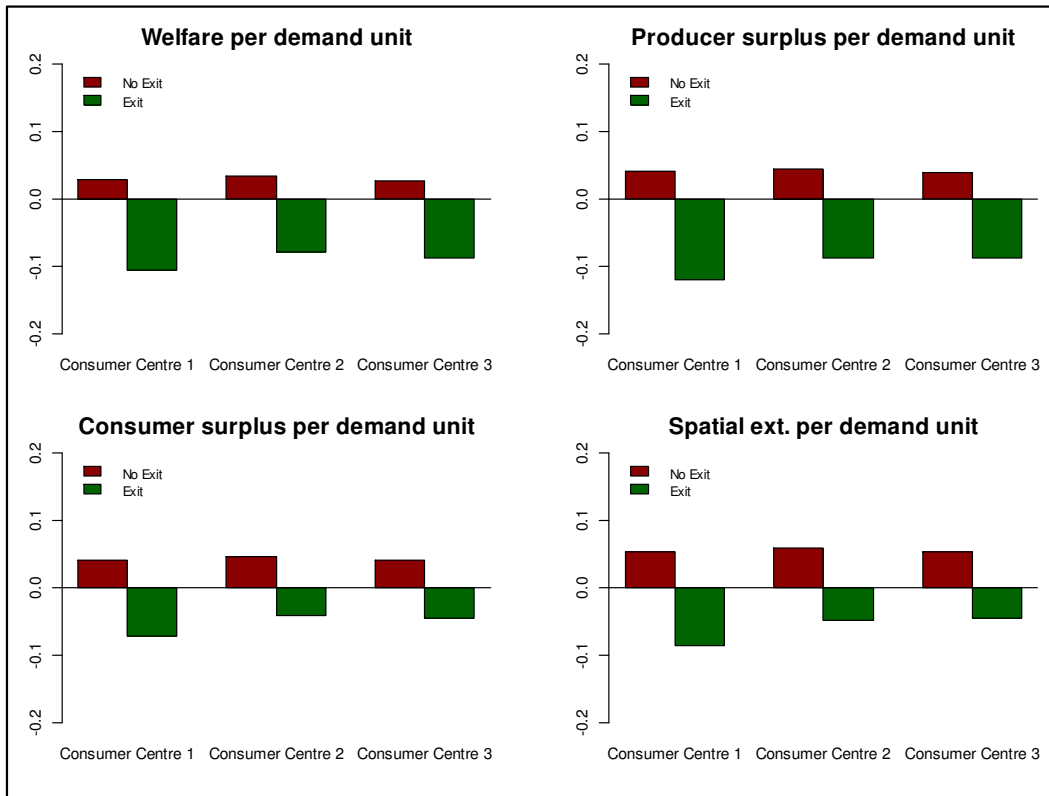 Welfare per demand unit
0.2
0.1
0.0
-0.1
-0.2
No Exit
Exit
Consumer Centre 1 Consumer Centre 2 Consumer Centre 3
Producer surplus per demand unit
0.2
0.1
0.0
-0.1
-0.2
No Exit
Exit
Consumer Centre 1 Consumer Centre 2 Consumer Centre 3
Consumer surplus per demand unit
0.2
0.1
0.0
-0.1
-0.2
No Exit
Exit
Consumer Centre 1 Consumer Centre 2 Consumer Centre 3
Spatial ext. per demand unit
0.2
0.1
0.0
-0.1
-0.2
No Exit
Exit
Consumer Centre 1 Consumer Centre 2 Consumer Centre 3